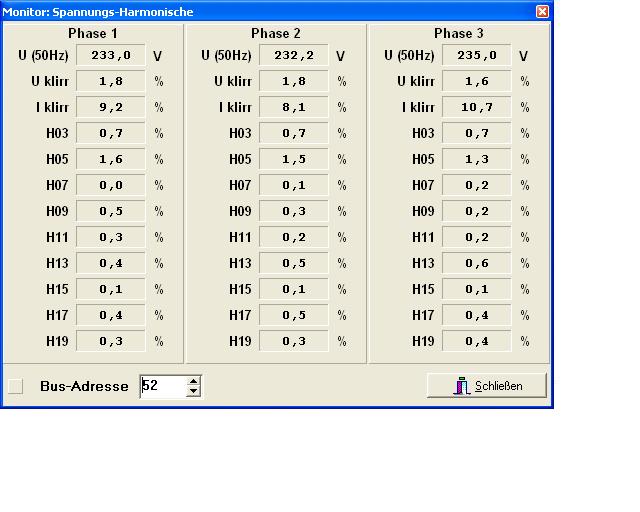 Monitor: Spannungs-Harmonische
Phase 1 Phase 2 Phase 3
U (50Hz) 233,0 V U (50Hz) 232,2 V U (50Hz) 235,0 V
U klirr 1,8 % U klirr 1,8 % U klirr 1,6 %
I klirr 9,2 % I klirr 8,1 % I klirr 10,7 %
H03 0,7 % H03 0,7 % H03 0,7 %
H05 1,6 % H05 1,5 % H05 1,3 %
H07 0,0 % H07 0,1 % H07 0,2 %
H09 0,5 % H09 0,3 % H09 0,2 %
H11 0,3 % H11 0,2 % H11 0,2 %
H13 0,4 % H13 0,5 % H13 0,6 %
H15 0,1 % H15 0,1 % H15 0,1 %
H17 0,4 % H17 0,5 % H17 0,4 %
H19 0,3 % H19 0,3 % H19 0,4 %
Bus-Adresse 52 Schließen